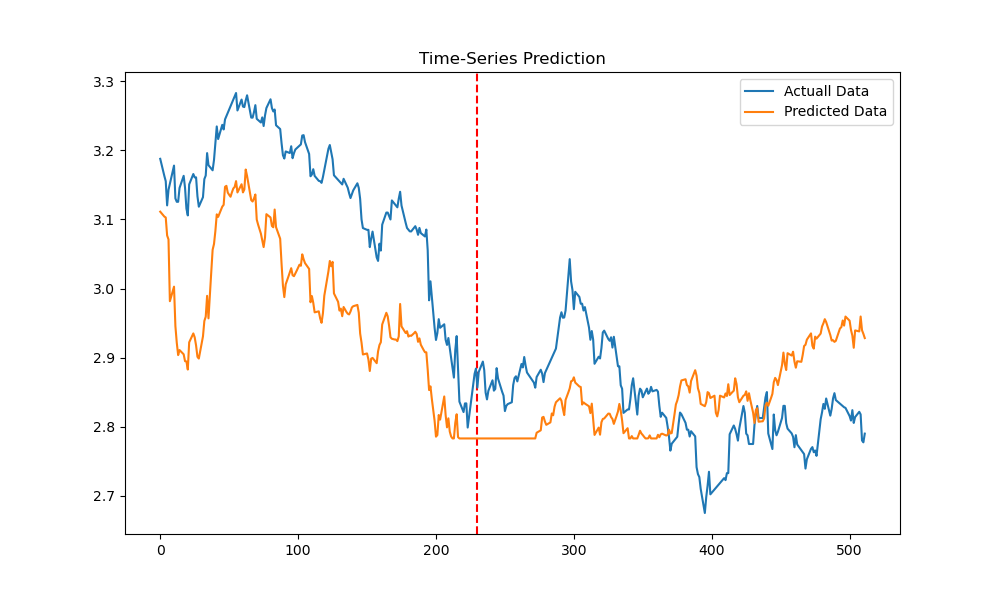 Time-Series Prediction
Actuall Data
Predicted Data
3.3
3.2
3.1
3.0
2.9
2.8
2.7
0 100 200 300 400 500